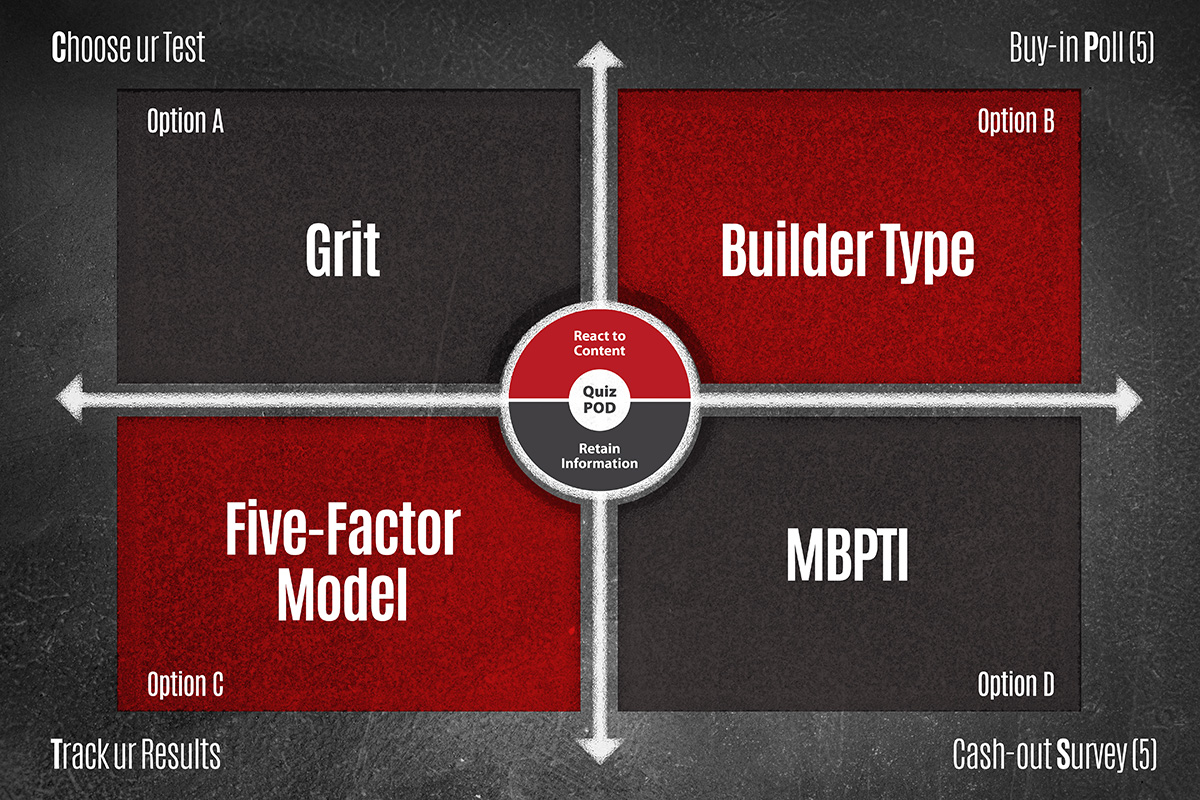 Choose ur Test
Buy-in Poll (5)
Option A
Option B
Grit
Builder Type
React to
Content
Quiz
POD
Retain
Information
Five-Factor
Model
MBPTI
Option C
Option D
Track ur Results
Cash-out Survey (5)